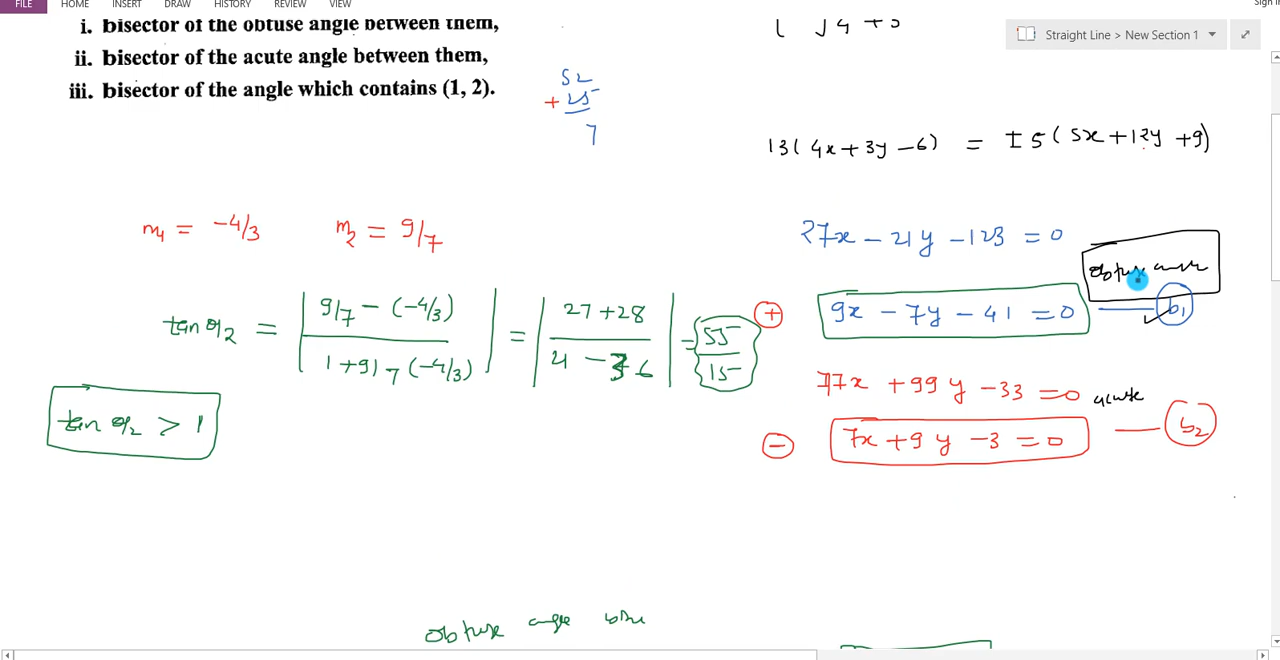 FILE HOME INSERT DRAW HISTORY REVIEW VIEW
Sign in
Straight Line > New Section 1
i. bisector of the obtuse angle between them,
ii. bisector of the acute angle between them,
iii. bisector of the angle which contains (1, 2).
52
+ 25
7
13(4x+3y-6) = ±5(5x+12y+9)
m₁ = -4/3 m₂ = 9/7
27x - 21y - 123 = 0
obtuse
+ 9x - 7y - 41 = 0 — b₁
tan θ/2 = | 9/7 - (-4/3) / 1 + 9/7 (-4/3) | = | 27+28 / 21 - 36 | = 55/15
77x + 99y - 33 = 0 acute
- 7x + 9y - 3 = 0 — b₂
tan θ/2 > 1
obtuse angle